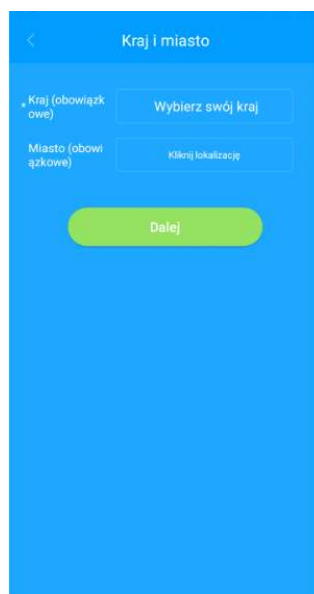 Kraj i miasto
* Kraj (obowiązk
owe)
Wybierz swój kraj
Miasto (obowi
ązkowe)
Kliknij lokalizację
Dalej